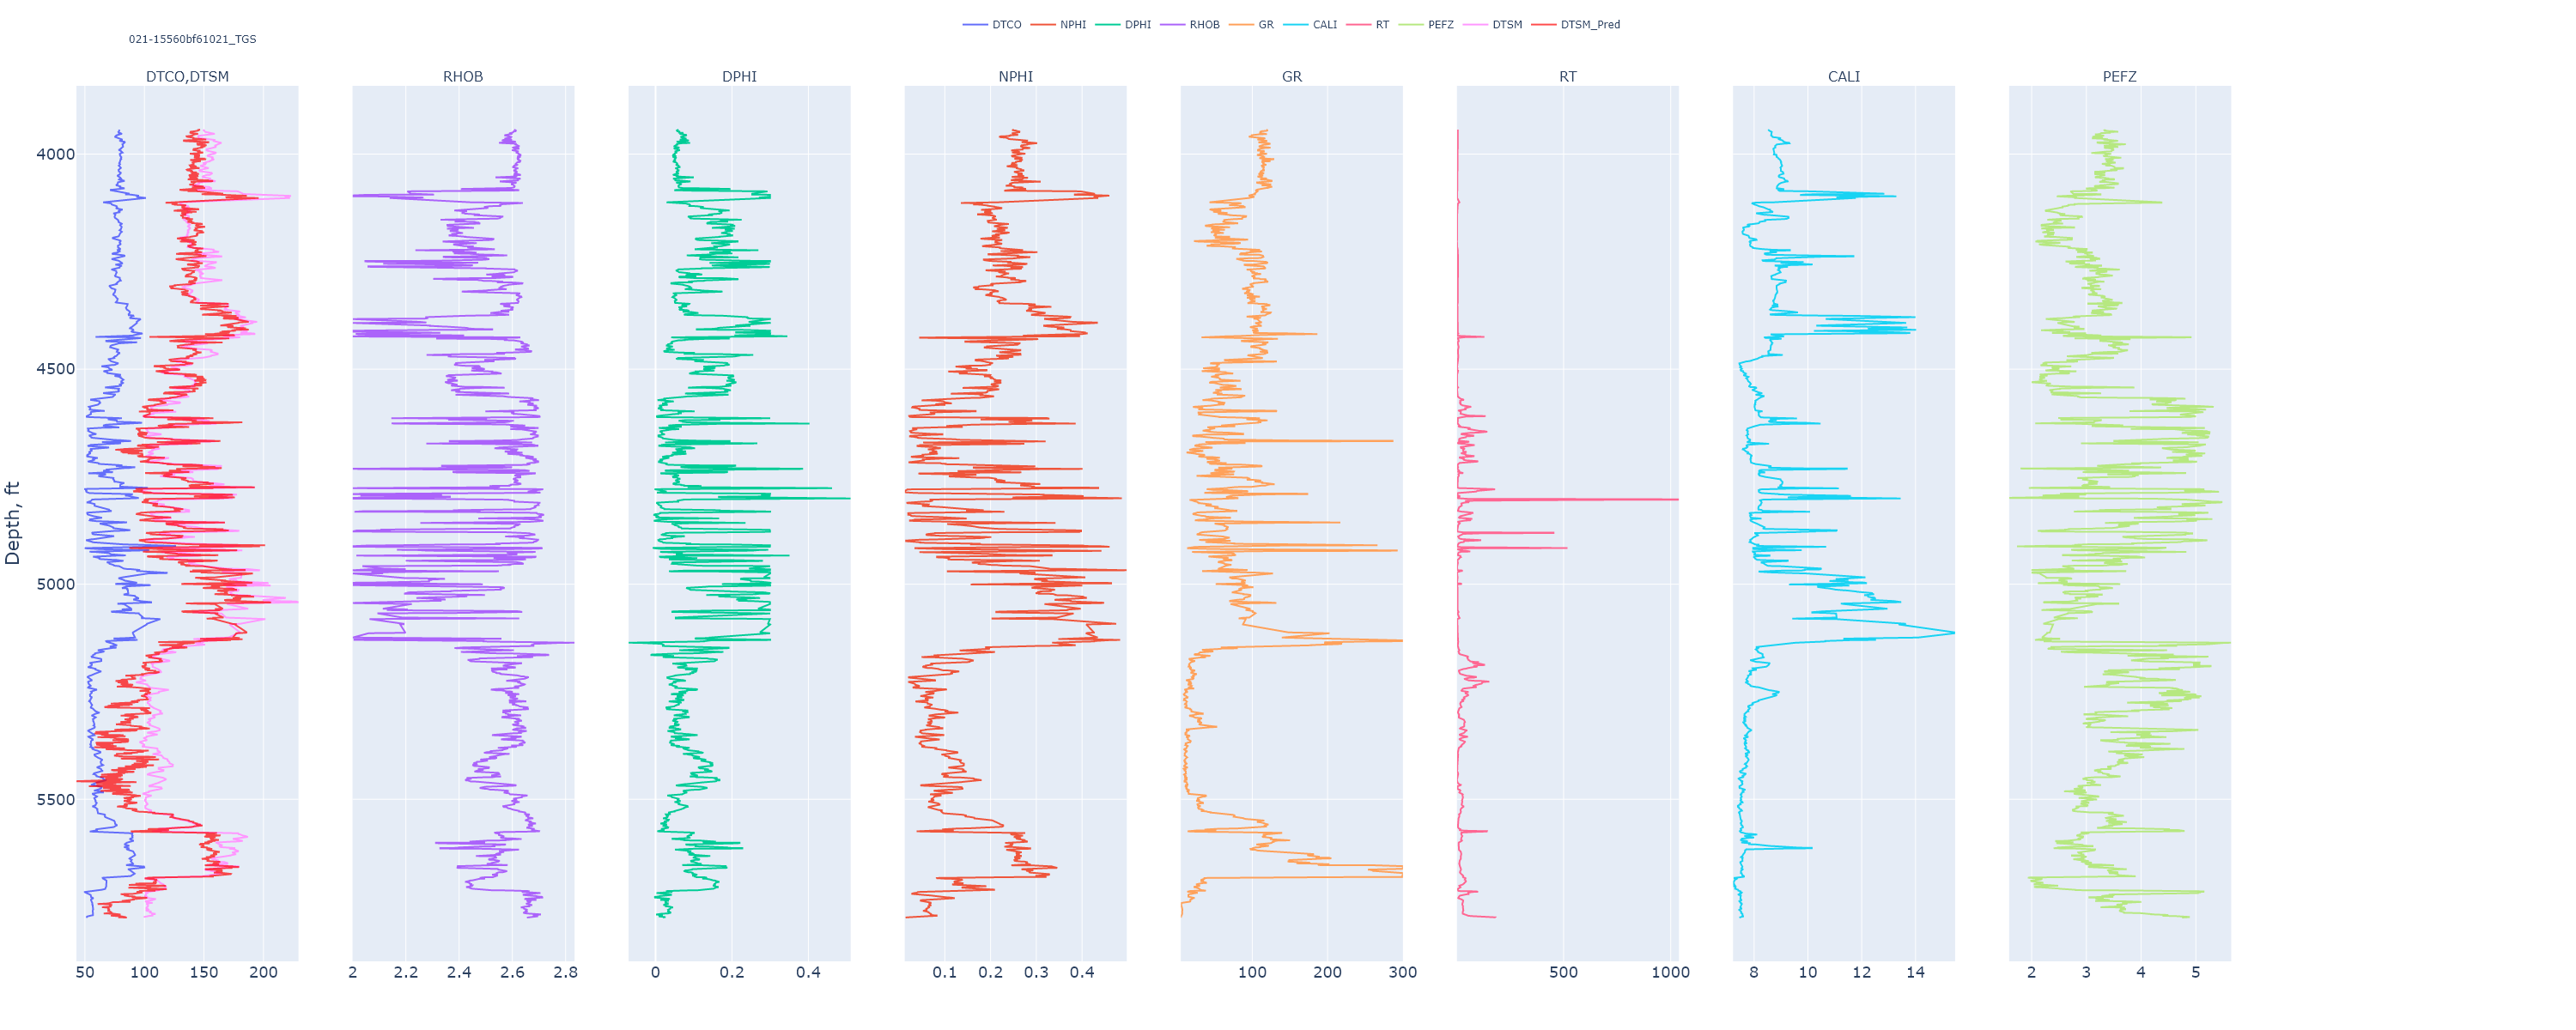 DTCO NPHI DPHI RHOB GR CALI RT PEFZ DTSM DTSM_Pred
021-15560bf61021_TGS
DTCO,DTSM RHOB DPHI NPHI GR RT CALI PEFZ
4000
4500
Depth, ft
5000
5500
50 100 150 200 2 2.2 2.4 2.6 2.8 0 0.2 0.4 0.1 0.2 0.3 0.4 100 200 300 500 1000 8 10 12 14 2 3 4 5